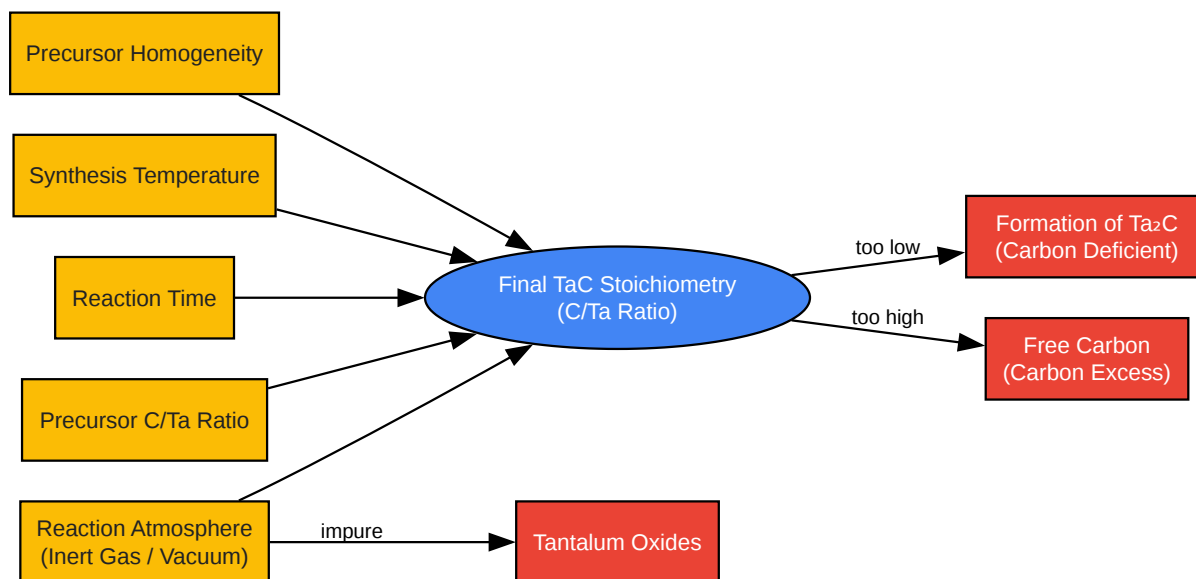 Precursor Homogeneity
Synthesis Temperature
Reaction Time
Precursor C/Ta Ratio
Reaction Atmosphere
(Inert Gas / Vacuum)
Final TaC Stoichiometry
(C/Ta Ratio)
too low
too high
impure
Formation of Ta₂C
(Carbon Deficient)
Free Carbon
(Carbon Excess)
Tantalum Oxides